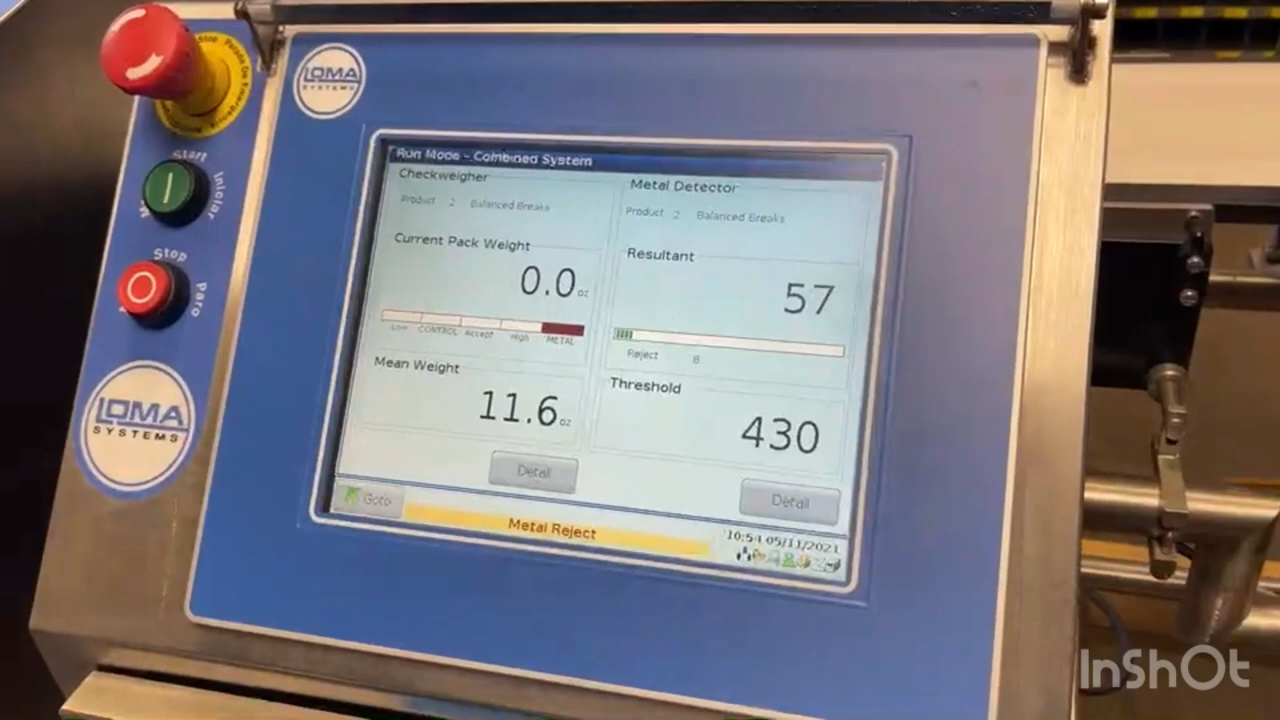 LOMA
SYSTEMS
Start
Iniciar
Stop
Paro
LOMA
SYSTEMS
Run Mode - Combined System
Checkweigher
Product 2 Balanced Breaks
Current Pack Weight
0.0 oz
Low CONTROL Accept High METAL
Mean Weight
11.6 oz
Detail
Metal Detector
Product 2 Balanced Breaks
Resultant
57
Reject 8
Threshold
430
Detail
Goto
Metal Reject
10:54 05/11/2021
InShOt